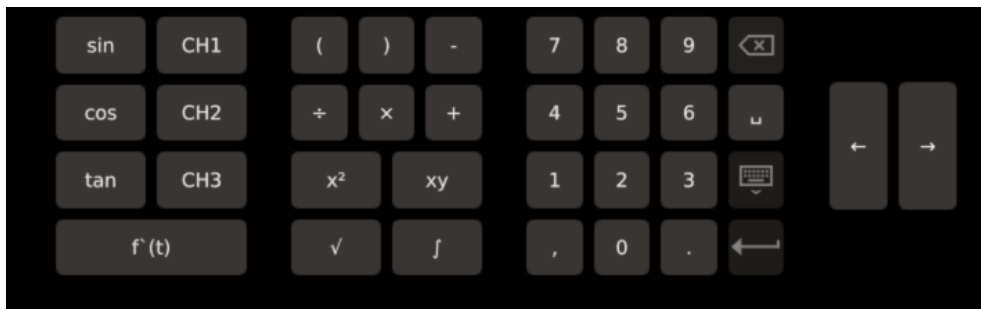 sin CH1 ( ) - 7 8 9
cos CH2 ÷ × + 4 5 6 ␣
← →
tan CH3 x² xy 1 2 3
f`(t) √ ∫ , 0 .